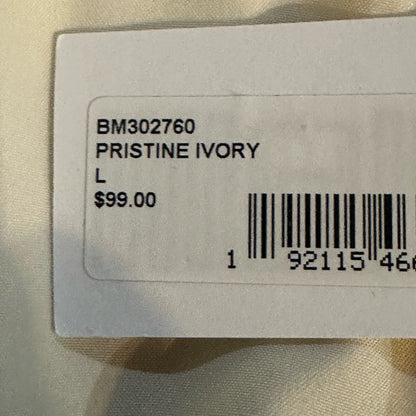 BM302760
PRISTINE IVORY
L
$99.00
1 92115 466